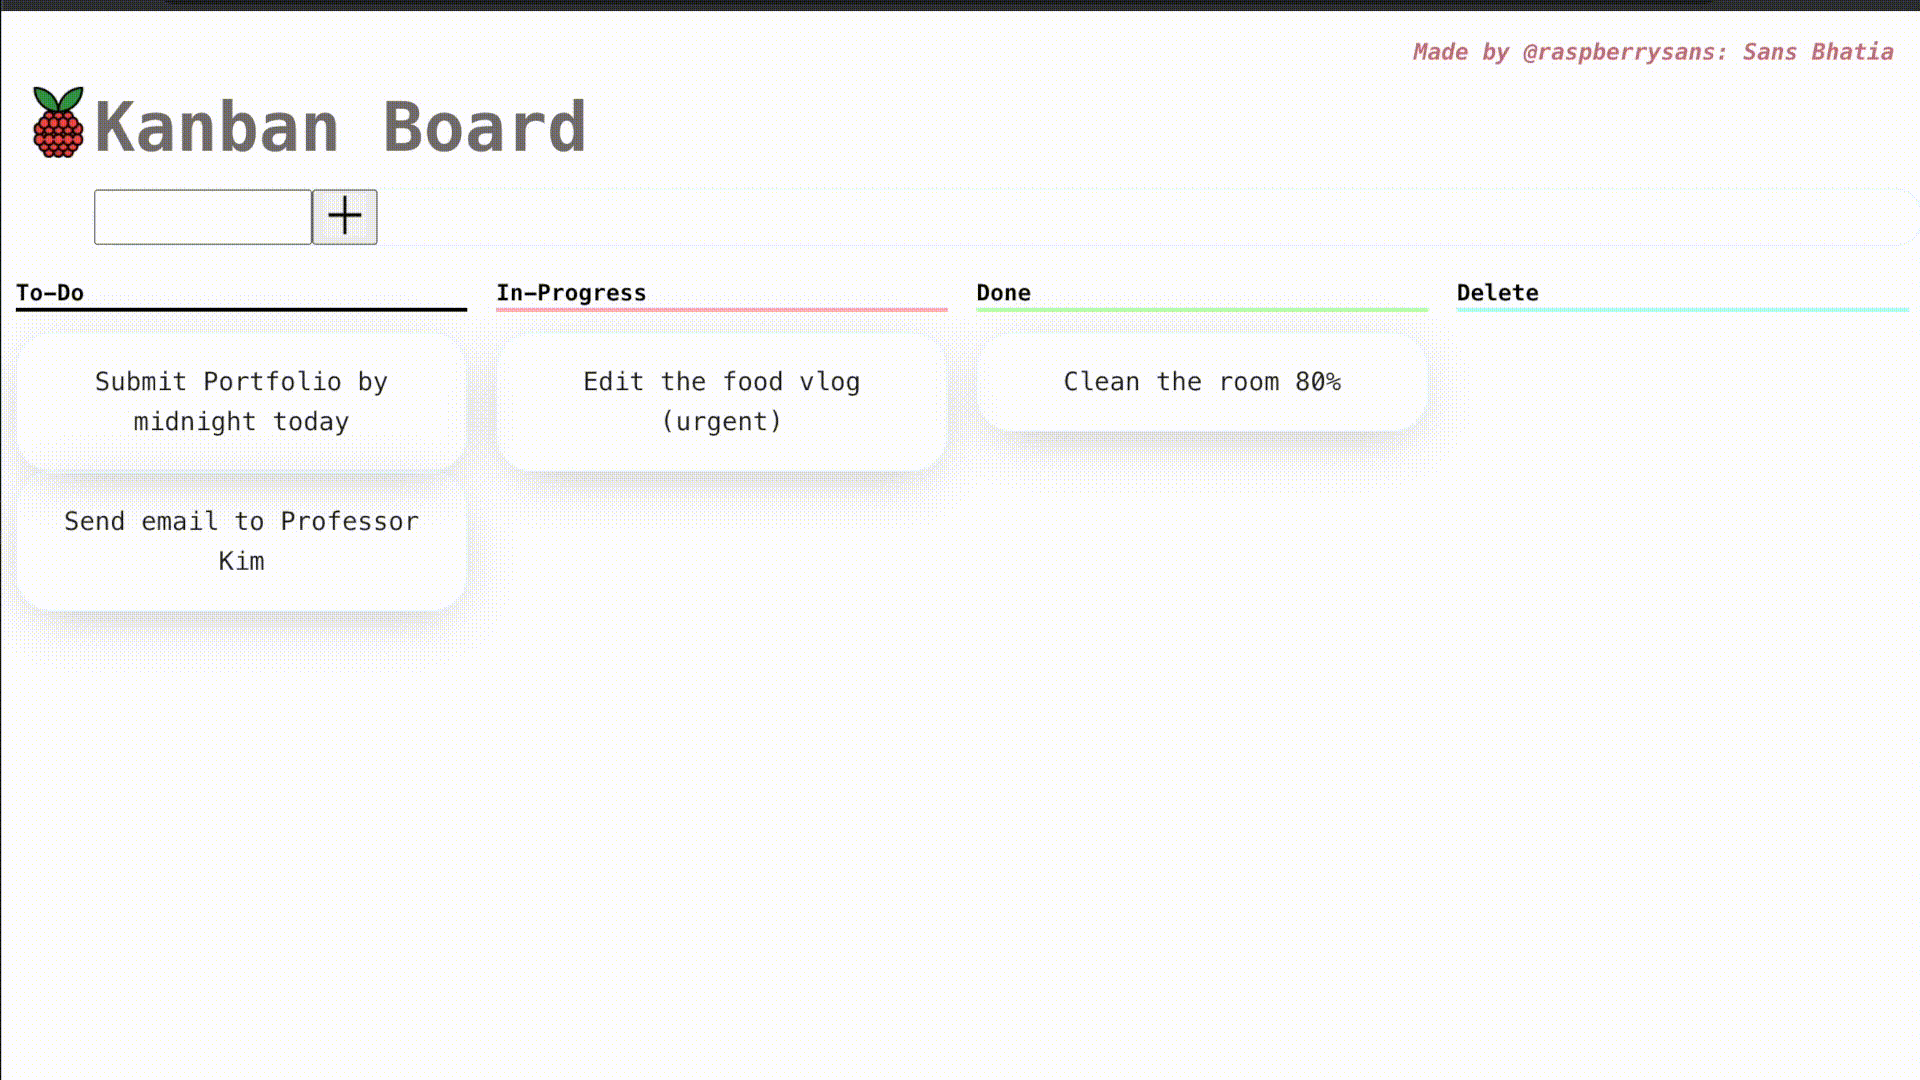 Made by @raspberrysans: Sans Bhatia
Kanban Board
+
To-Do
In-Progress
Done
Delete
Submit Portfolio by
midnight today
Edit the food vlog
(urgent)
Clean the room 80%
Send email to Professor
Kim